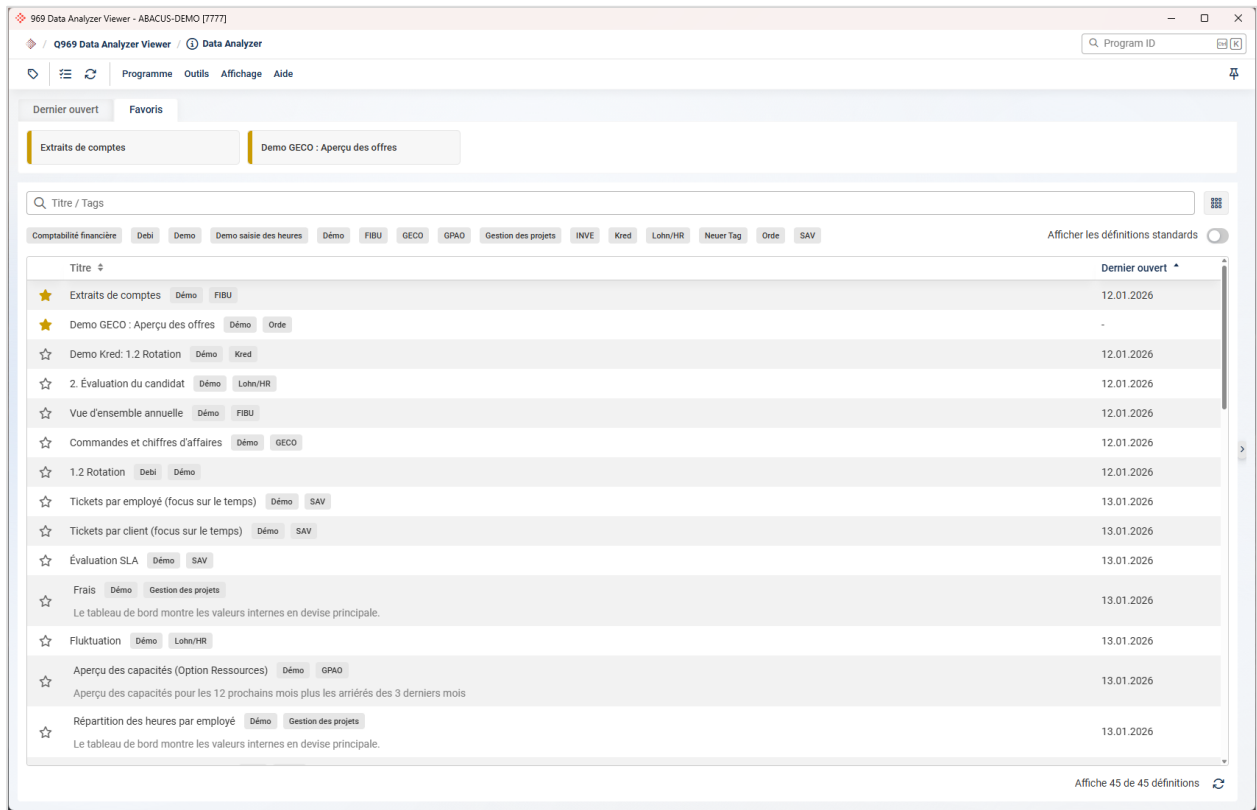 969 Data Analyzer Viewer - ABACUS-DEMO [7777]
/ Q969 Data Analyzer Viewer / Data Analyzer
Program ID Ctrl K
Programme Outils Affichage Aide
Dernier ouvert Favoris
Extraits de comptes Demo GECO : Aperçu des offres
Titre / Tags
Comptabilité financière Debi Demo Demo saisie des heures Démo FIBU GECO GPAO Gestion des projets INVE Kred Lohn/HR Neuer Tag Orde SAV Afficher les définitions standards
Titre Dernier ouvert
Extraits de comptes Démo FIBU 12.01.2026
Demo GECO : Aperçu des offres Démo Orde -
Demo Kred: 1.2 Rotation Démo Kred 12.01.2026
2. Évaluation du candidat Démo Lohn/HR 12.01.2026
Vue d'ensemble annuelle Démo FIBU 12.01.2026
Commandes et chiffres d'affaires Démo GECO 12.01.2026
1.2 Rotation Debi Démo 12.01.2026
Tickets par employé (focus sur le temps) Démo SAV 13.01.2026
Tickets par client (focus sur le temps) Démo SAV 13.01.2026
Évaluation SLA Démo SAV 13.01.2026
Frais Démo Gestion des projets 13.01.2026
Le tableau de bord montre les valeurs internes en devise principale.
Fluktuation Démo Lohn/HR 13.01.2026
Aperçu des capacités (Option Ressources) Démo GPAO 13.01.2026
Aperçu des capacités pour les 12 prochains mois plus les arriérés des 3 derniers mois
Répartition des heures par employé Démo Gestion des projets 13.01.2026
Le tableau de bord montre les valeurs internes en devise principale.
Affiche 45 de 45 définitions